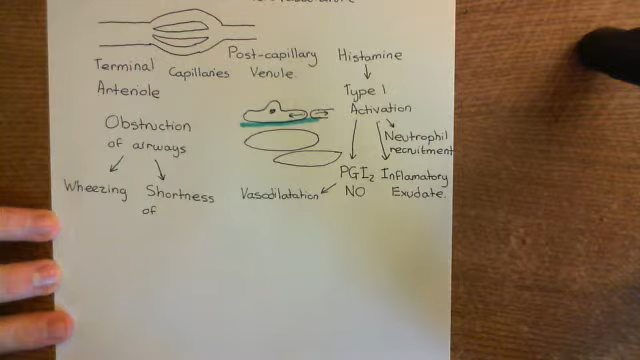 Terminal
Arteriole
Capillaries
Post-capillary
Venule.
Histamine
Type 1
Activation
Neutrophil
recruitment
PGI2
NO
Inflamatory
Exudate.
Vasodilatation
Obstruction
of airways
Wheezing
Shortness
of